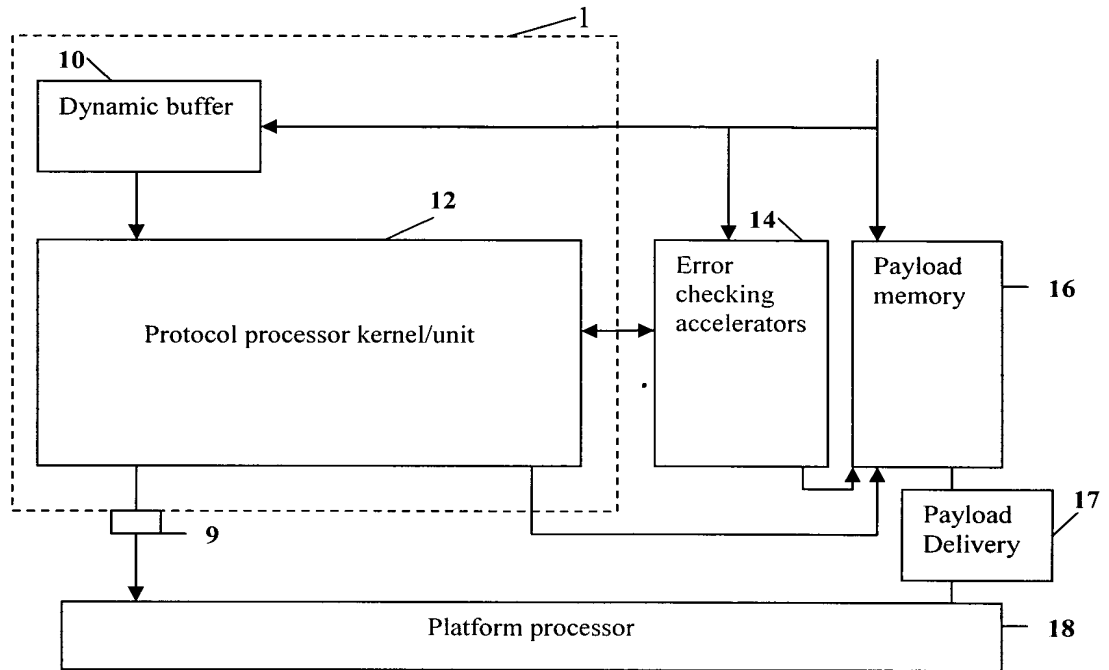 1
10
Dynamic buffer
12
14
Error
checking
accelerators
Payload
memory
16
Protocol processor kernel/unit
9
Payload
Delivery
17
Platform processor
18